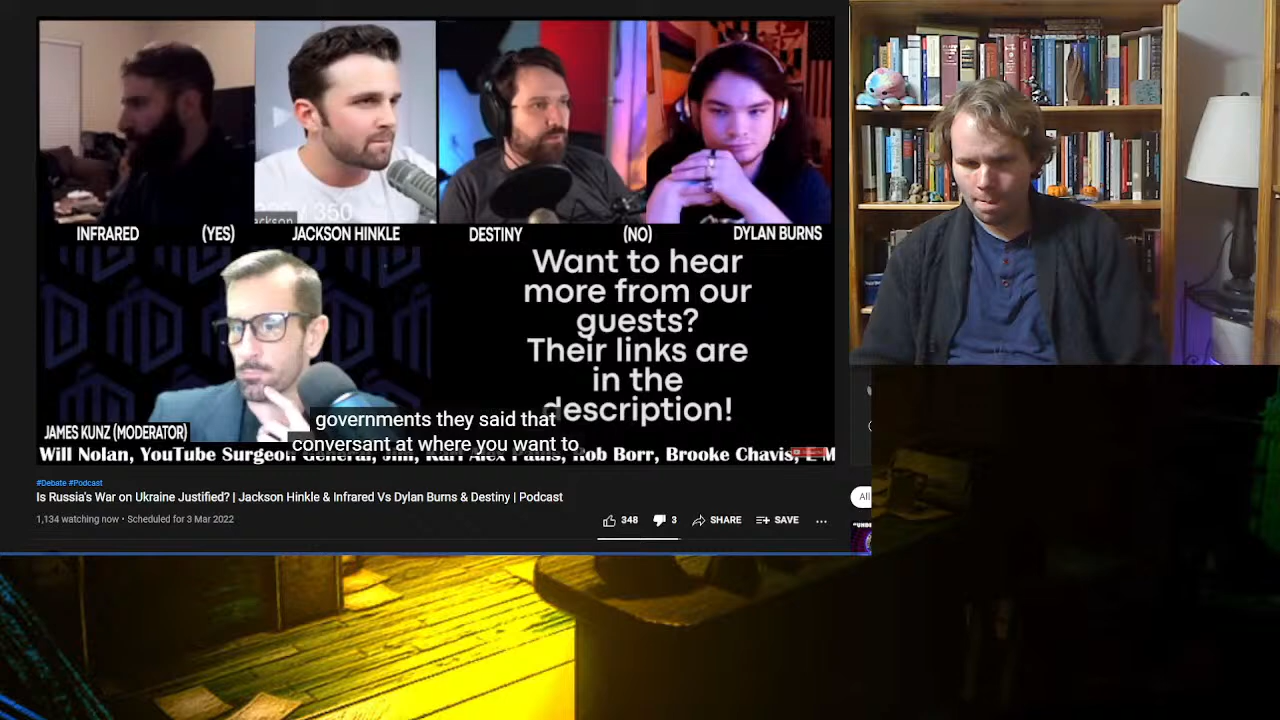 INFRARED (YES) JACKSON HINKLE DESTINY (NO) DYLAN BURNS
Want to hear
more from our
guests?
Their links are
in the
description!
governments they said that
conversant at where you want to
JAMES KUNZ (MODERATOR)
Will Nolan, YouTube Surgeon General, Jim, Karl Alex Pauls, Rob Borr, Brooke Chavis,
#Debate #Podcast
Is Russia's War on Ukraine Justified? | Jackson Hinkle & Infrared Vs Dylan Burns & Destiny | Podcast
1,134 watching now • Scheduled for 3 Mar 2022
348 3 SHARE SAVE ...
All